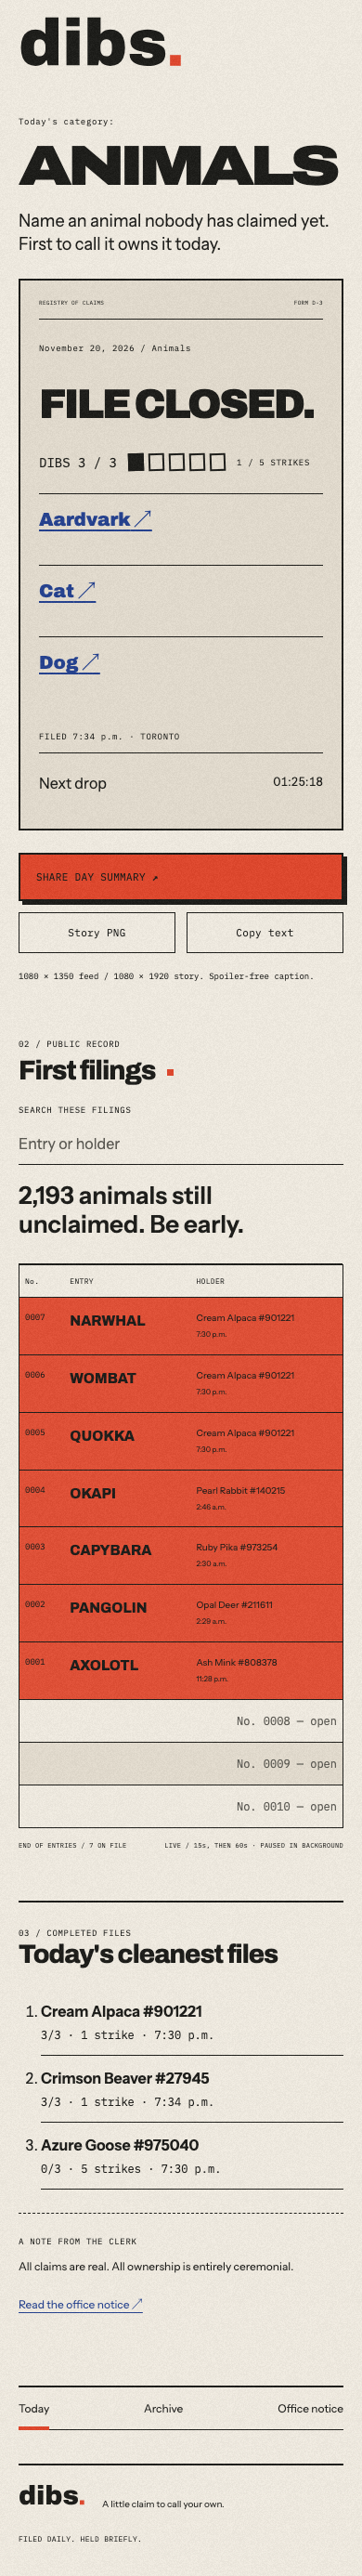 dibs.
Today's category:
ANIMALS
Name an animal nobody has claimed yet.
First to call it owns it today.
REGISTRY OF CLAIMS FORM D-3
November 20, 2026 / Animals
FILE CLOSED.
DIBS 3 / 3 1 / 5 STRIKES
Aardvark ↗
Cat ↗
Dog ↗
FILED 7:34 p.m. · TORONTO
Next drop 01:25:18
SHARE DAY SUMMARY ↗
Story PNG Copy text
1080 × 1350 feed / 1080 × 1920 story. Spoiler-free caption.
02 / PUBLIC RECORD
First filings
SEARCH THESE FILINGS
Entry or holder
2,193 animals still
unclaimed. Be early.
No. ENTRY HOLDER
0007 NARWHAL Cream Alpaca #901221
7:30 p.m.
0006 WOMBAT Cream Alpaca #901221
7:30 p.m.
0005 QUOKKA Cream Alpaca #901221
7:30 p.m.
0004 OKAPI Pearl Rabbit #140215
2:46 a.m.
0003 CAPYBARA Ruby Pika #973254
2:30 a.m.
0002 PANGOLIN Opal Deer #211611
2:29 a.m.
0001 AXOLOTL Ash Mink #808378
11:28 p.m.
No. 0008 — open
No. 0009 — open
No. 0010 — open
END OF ENTRIES / 7 ON FILE LIVE / 15s, THEN 60s · PAUSED IN BACKGROUND
03 / COMPLETED FILES
Today's cleanest files
1. Cream Alpaca #901221
3/3 · 1 strike · 7:30 p.m.
2. Crimson Beaver #27945
3/3 · 1 strike · 7:34 p.m.
3. Azure Goose #975040
0/3 · 5 strikes · 7:30 p.m.
A NOTE FROM THE CLERK
All claims are real. All ownership is entirely ceremonial.
Read the office notice ↗
Today Archive Office notice
dibs. A little claim to call your own.
FILED DAILY. HELD BRIEFLY.